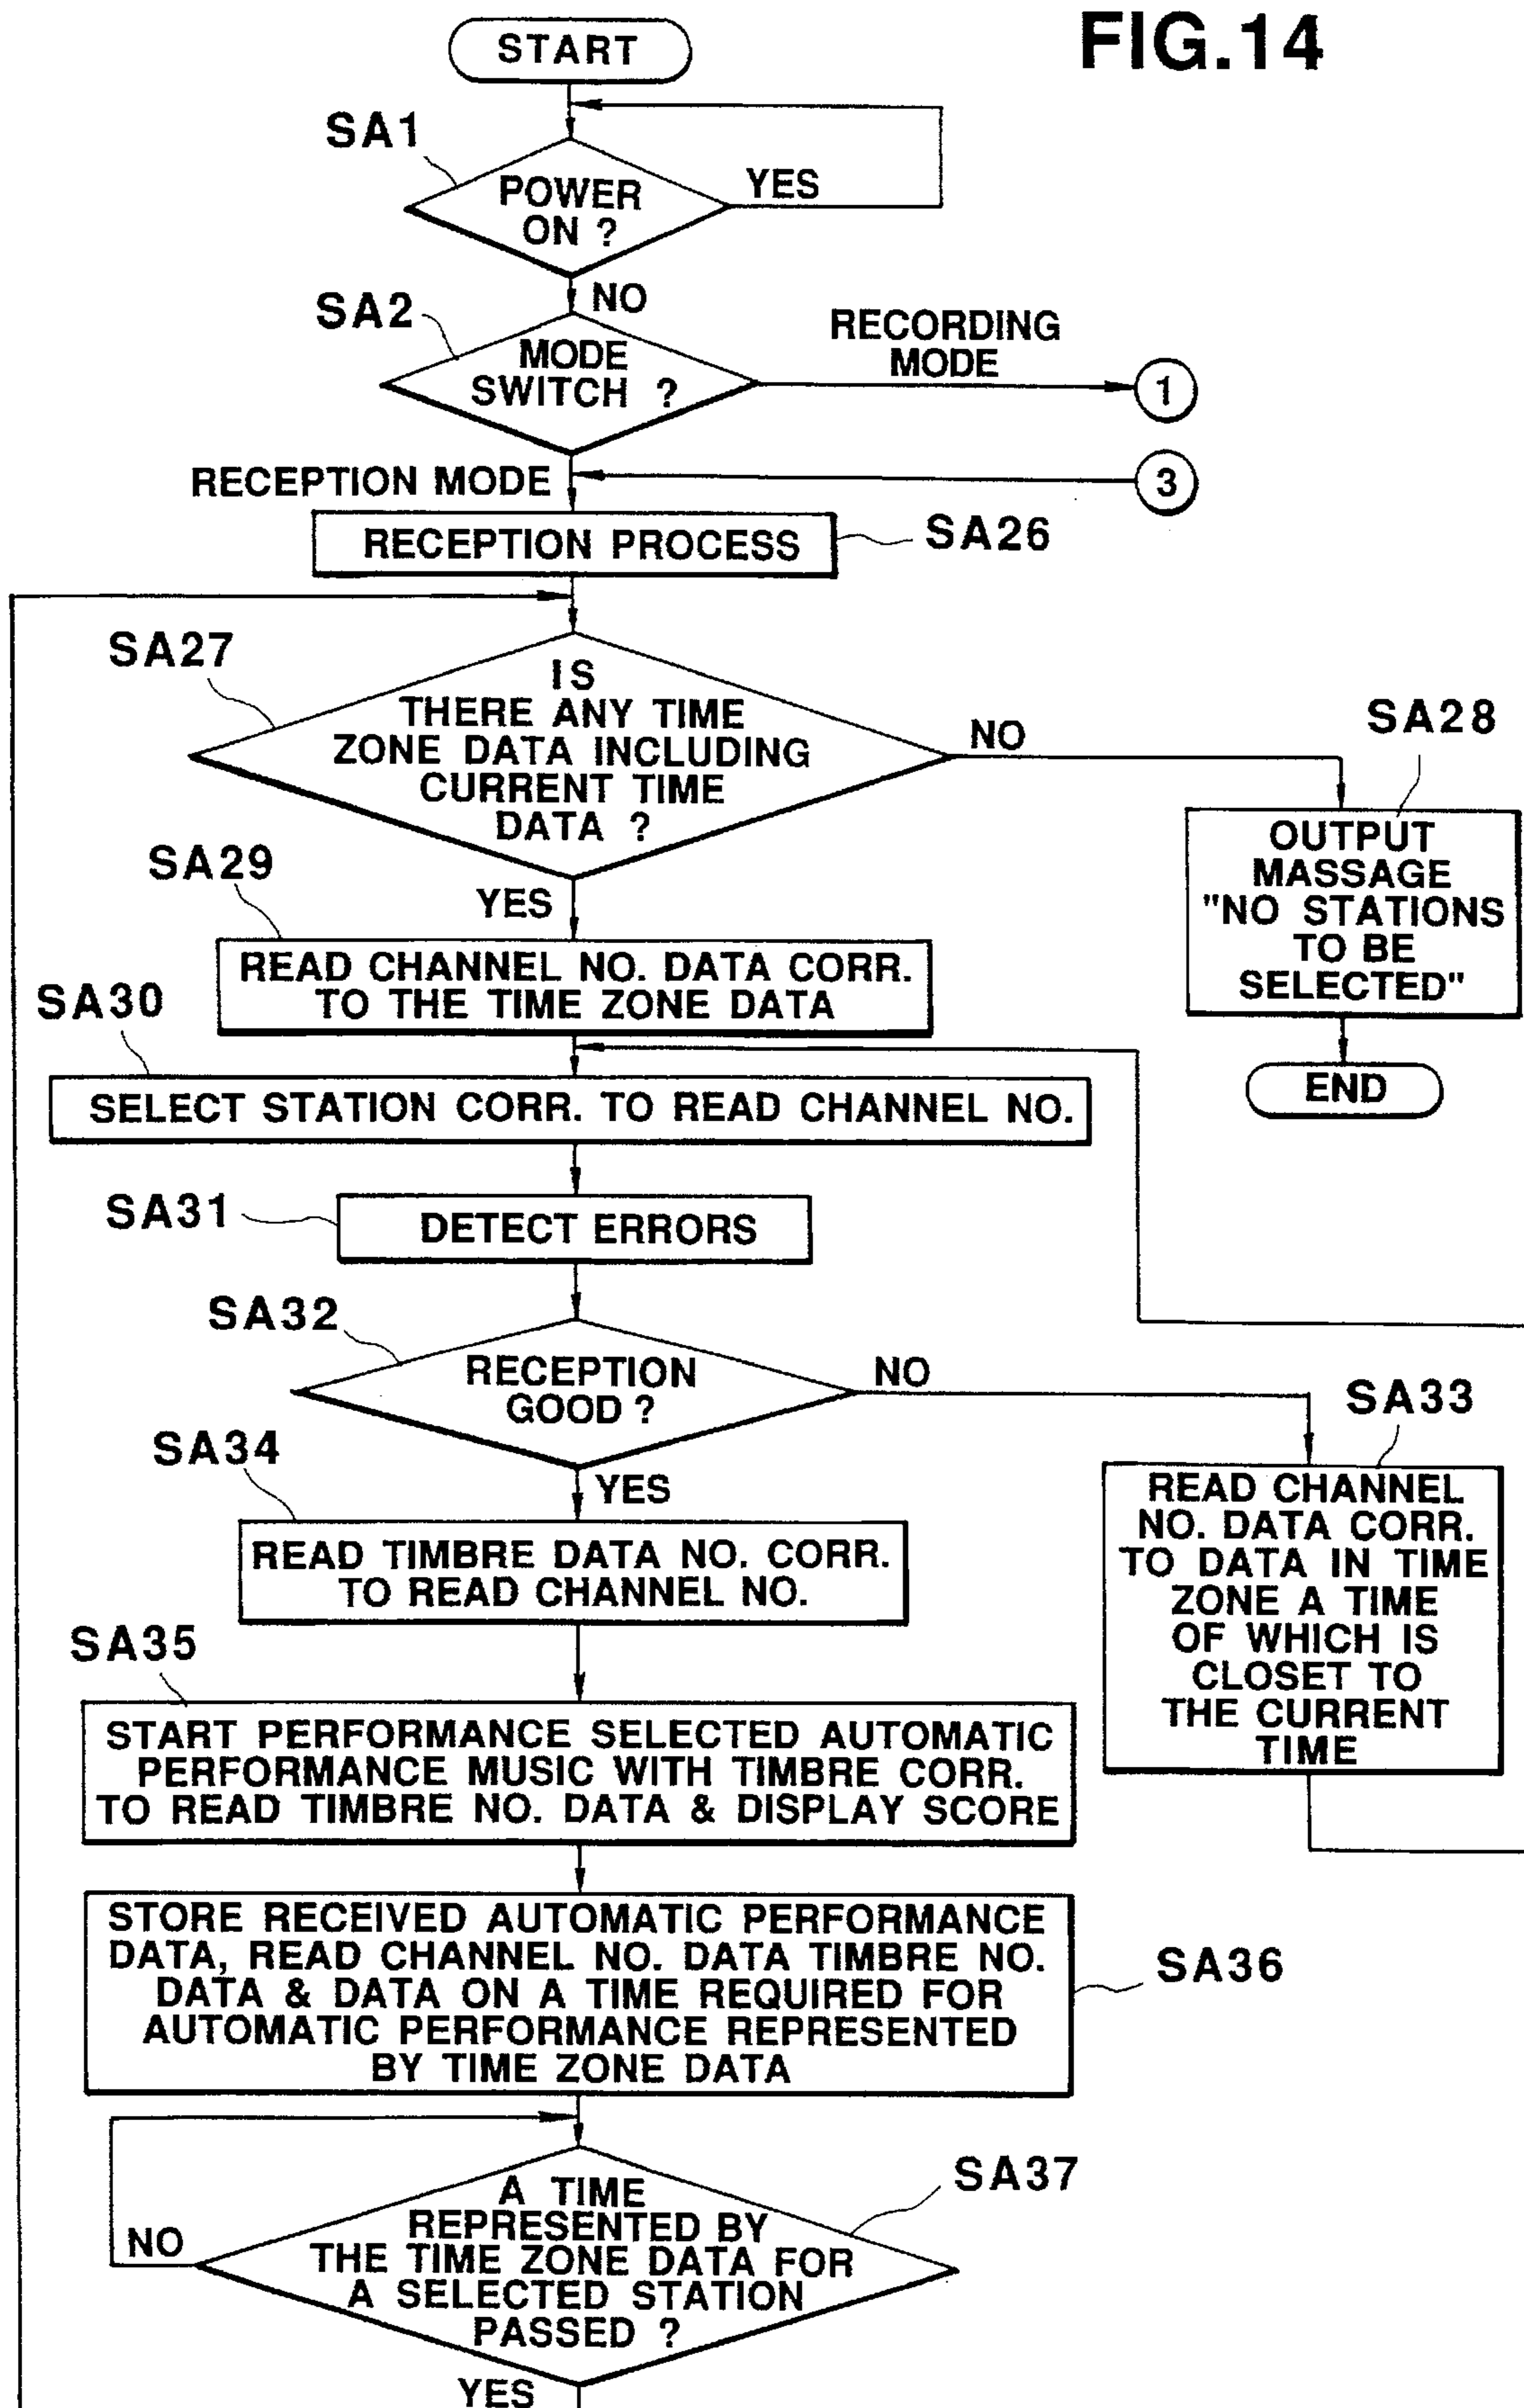 FIG.14
START
SA1
POWER
ON ?
YES
NO
SA2
MODE
SWITCH ?
RECORDING
MODE
1
RECEPTION MODE
3
RECEPTION PROCESS
SA26
SA27
IS
THERE ANY TIME
ZONE DATA INCLUDING
CURRENT TIME
DATA ?
NO
SA28
OUTPUT
MASSAGE
"NO STATIONS
TO BE
SELECTED"
END
YES
SA29
READ CHANNEL NO. DATA CORR.
TO THE TIME ZONE DATA
SA30
SELECT STATION CORR. TO READ CHANNEL NO.
SA31
DETECT ERRORS
SA32
RECEPTION
GOOD ?
NO
SA33
READ CHANNEL
NO. DATA CORR.
TO DATA IN TIME
ZONE A TIME
OF WHICH IS
CLOSET TO
THE CURRENT
TIME
YES
SA34
READ TIMBRE DATA NO. CORR.
TO READ CHANNEL NO.
SA35
START PERFORMANCE SELECTED AUTOMATIC
PERFORMANCE MUSIC WITH TIMBRE CORR.
TO READ TIMBRE NO. DATA & DISPLAY SCORE
STORE RECEIVED AUTOMATIC PERFORMANCE
DATA, READ CHANNEL NO. DATA TIMBRE NO.
DATA & DATA ON A TIME REQUIRED FOR
AUTOMATIC PERFORMANCE REPRESENTED
BY TIME ZONE DATA
SA36
SA37
A TIME
REPRESENTED BY
THE TIME ZONE DATA FOR
A SELECTED STATION
PASSED ?
NO
YES